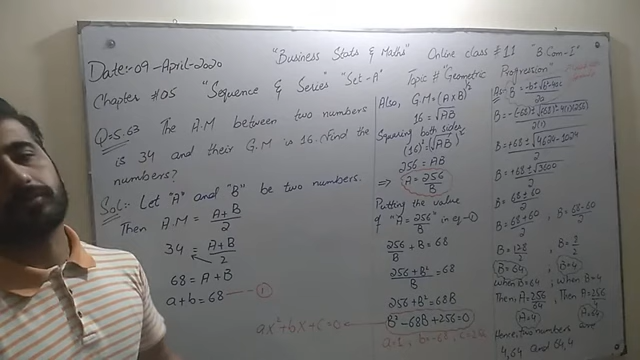 "Business Stats & Maths" Online class # 11 "B.Com-I"
Date:- 09-April-2020
Chapter #05 "Sequence & Series" "Set-A" Topic # "Geometric Progression"
Q:5.63 The A.M between two numbers
is 34 and their G.M is 16. Find the
numbers?
Sol:- Let "A" and "B" be two numbers.
Then A.M = A+B/2
34 = A+B/2
68 = A+B
a+b=68 ①
Also, G.M = (A×B)^1/2
16 = √AB
Squaring both sides
(16)² = (√AB)²
256 = AB
⇒ A = 256/B
Putting the value
of "A = 256/B" in eq-①
256/B + B = 68
256+B²/B = 68
256+B² = 68B
B² - 68B + 256 = 0
ax²+bx+c=0
B = -b±√b²-4ac/2a
B = -(-68)±√(-68)²-4(1)(256)/2(1)
B = +68±√4624-1024/2
B = +68±√3600/2
B = 68±60/2
B = 68+60/2 , B = 68-60/2
B = 128/2 , B = 8/2
B=64 ; B=4
when B=64 , when B=4
Then, A=256/64 , Then A=256/4
A=4 , A=64
Hence, two numbers are
4,64 and 64,4